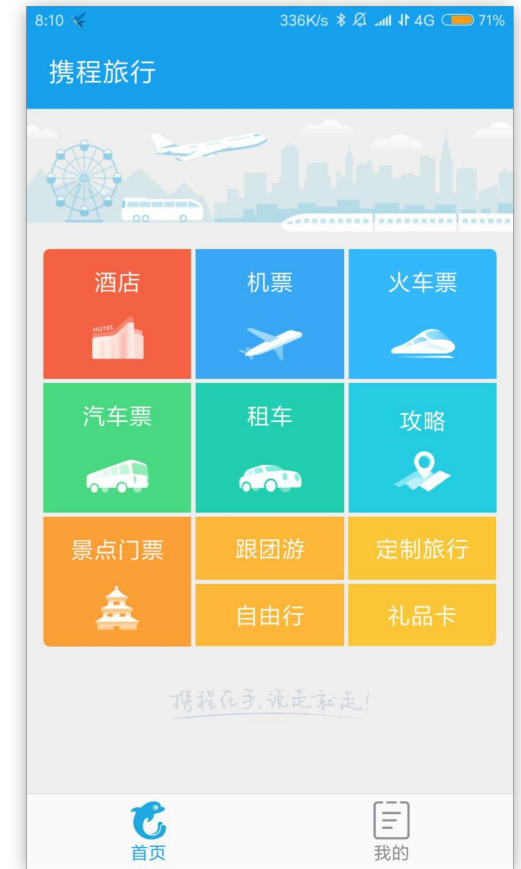 8:10 336K/s 4G 71%
携程旅行
酒店 机票 火车票
HOTEL
汽车票 租车 攻略
景点门票 跟团游 定制旅行
自由行 礼品卡
携程在手,说走就走!
首页 我的